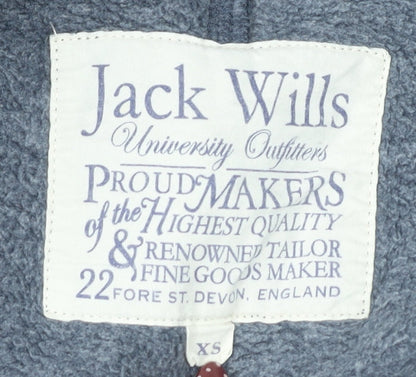 Jack Wills
University Outfitters
PROUD MAKERS
of the HIGHEST QUALITY
& RENOWNED TAILOR
FINE GOODS MAKER
22 FORE ST. DEVON, ENGLAND
XS